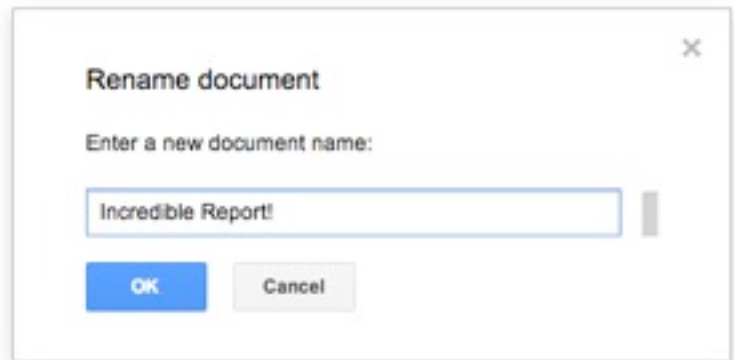 Rename document
Enter a new document name:
Incredible Report!
OK Cancel